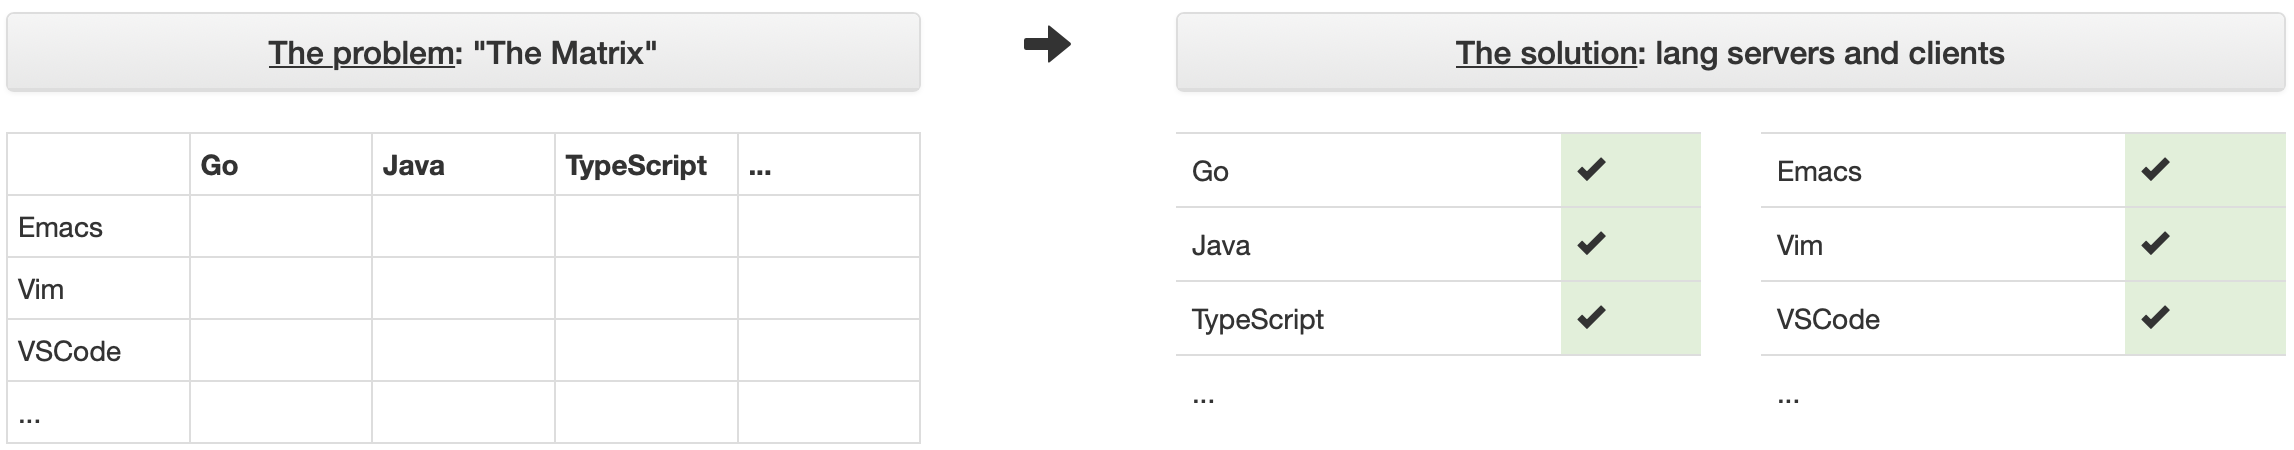 The problem: "The Matrix"
Go Java TypeScript ...
Emacs
Vim
VSCode
...
The solution: lang servers and clients
Go
Java
TypeScript
...
Emacs
Vim
VSCode
...